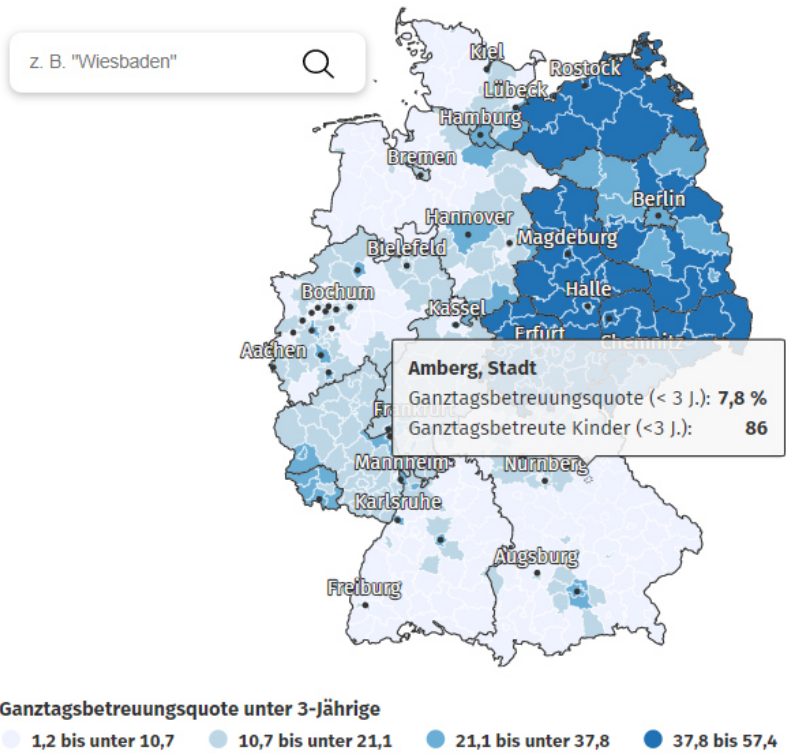 z. B. "Wiesbaden"
Kiel
Rostock
Lübeck
Hamburg
Bremen
Berlin
Hannover
Magdeburg
Bielefeld
Halle
Bochum
Kassel
Erfurt
Chemnitz
Aachen
Amberg, Stadt
Ganztagsbetreuungsquote (< 3 J.): 7,8 %
Ganztagsbetreute Kinder (<3 J.): 86
Frankfurt
Mannheim
Nürnberg
Karlsruhe
Augsburg
Freiburg
Ganztagsbetreuungsquote unter 3-Jährige
1,2 bis unter 10,7 10,7 bis unter 21,1 21,1 bis unter 37,8 37,8 bis 57,4